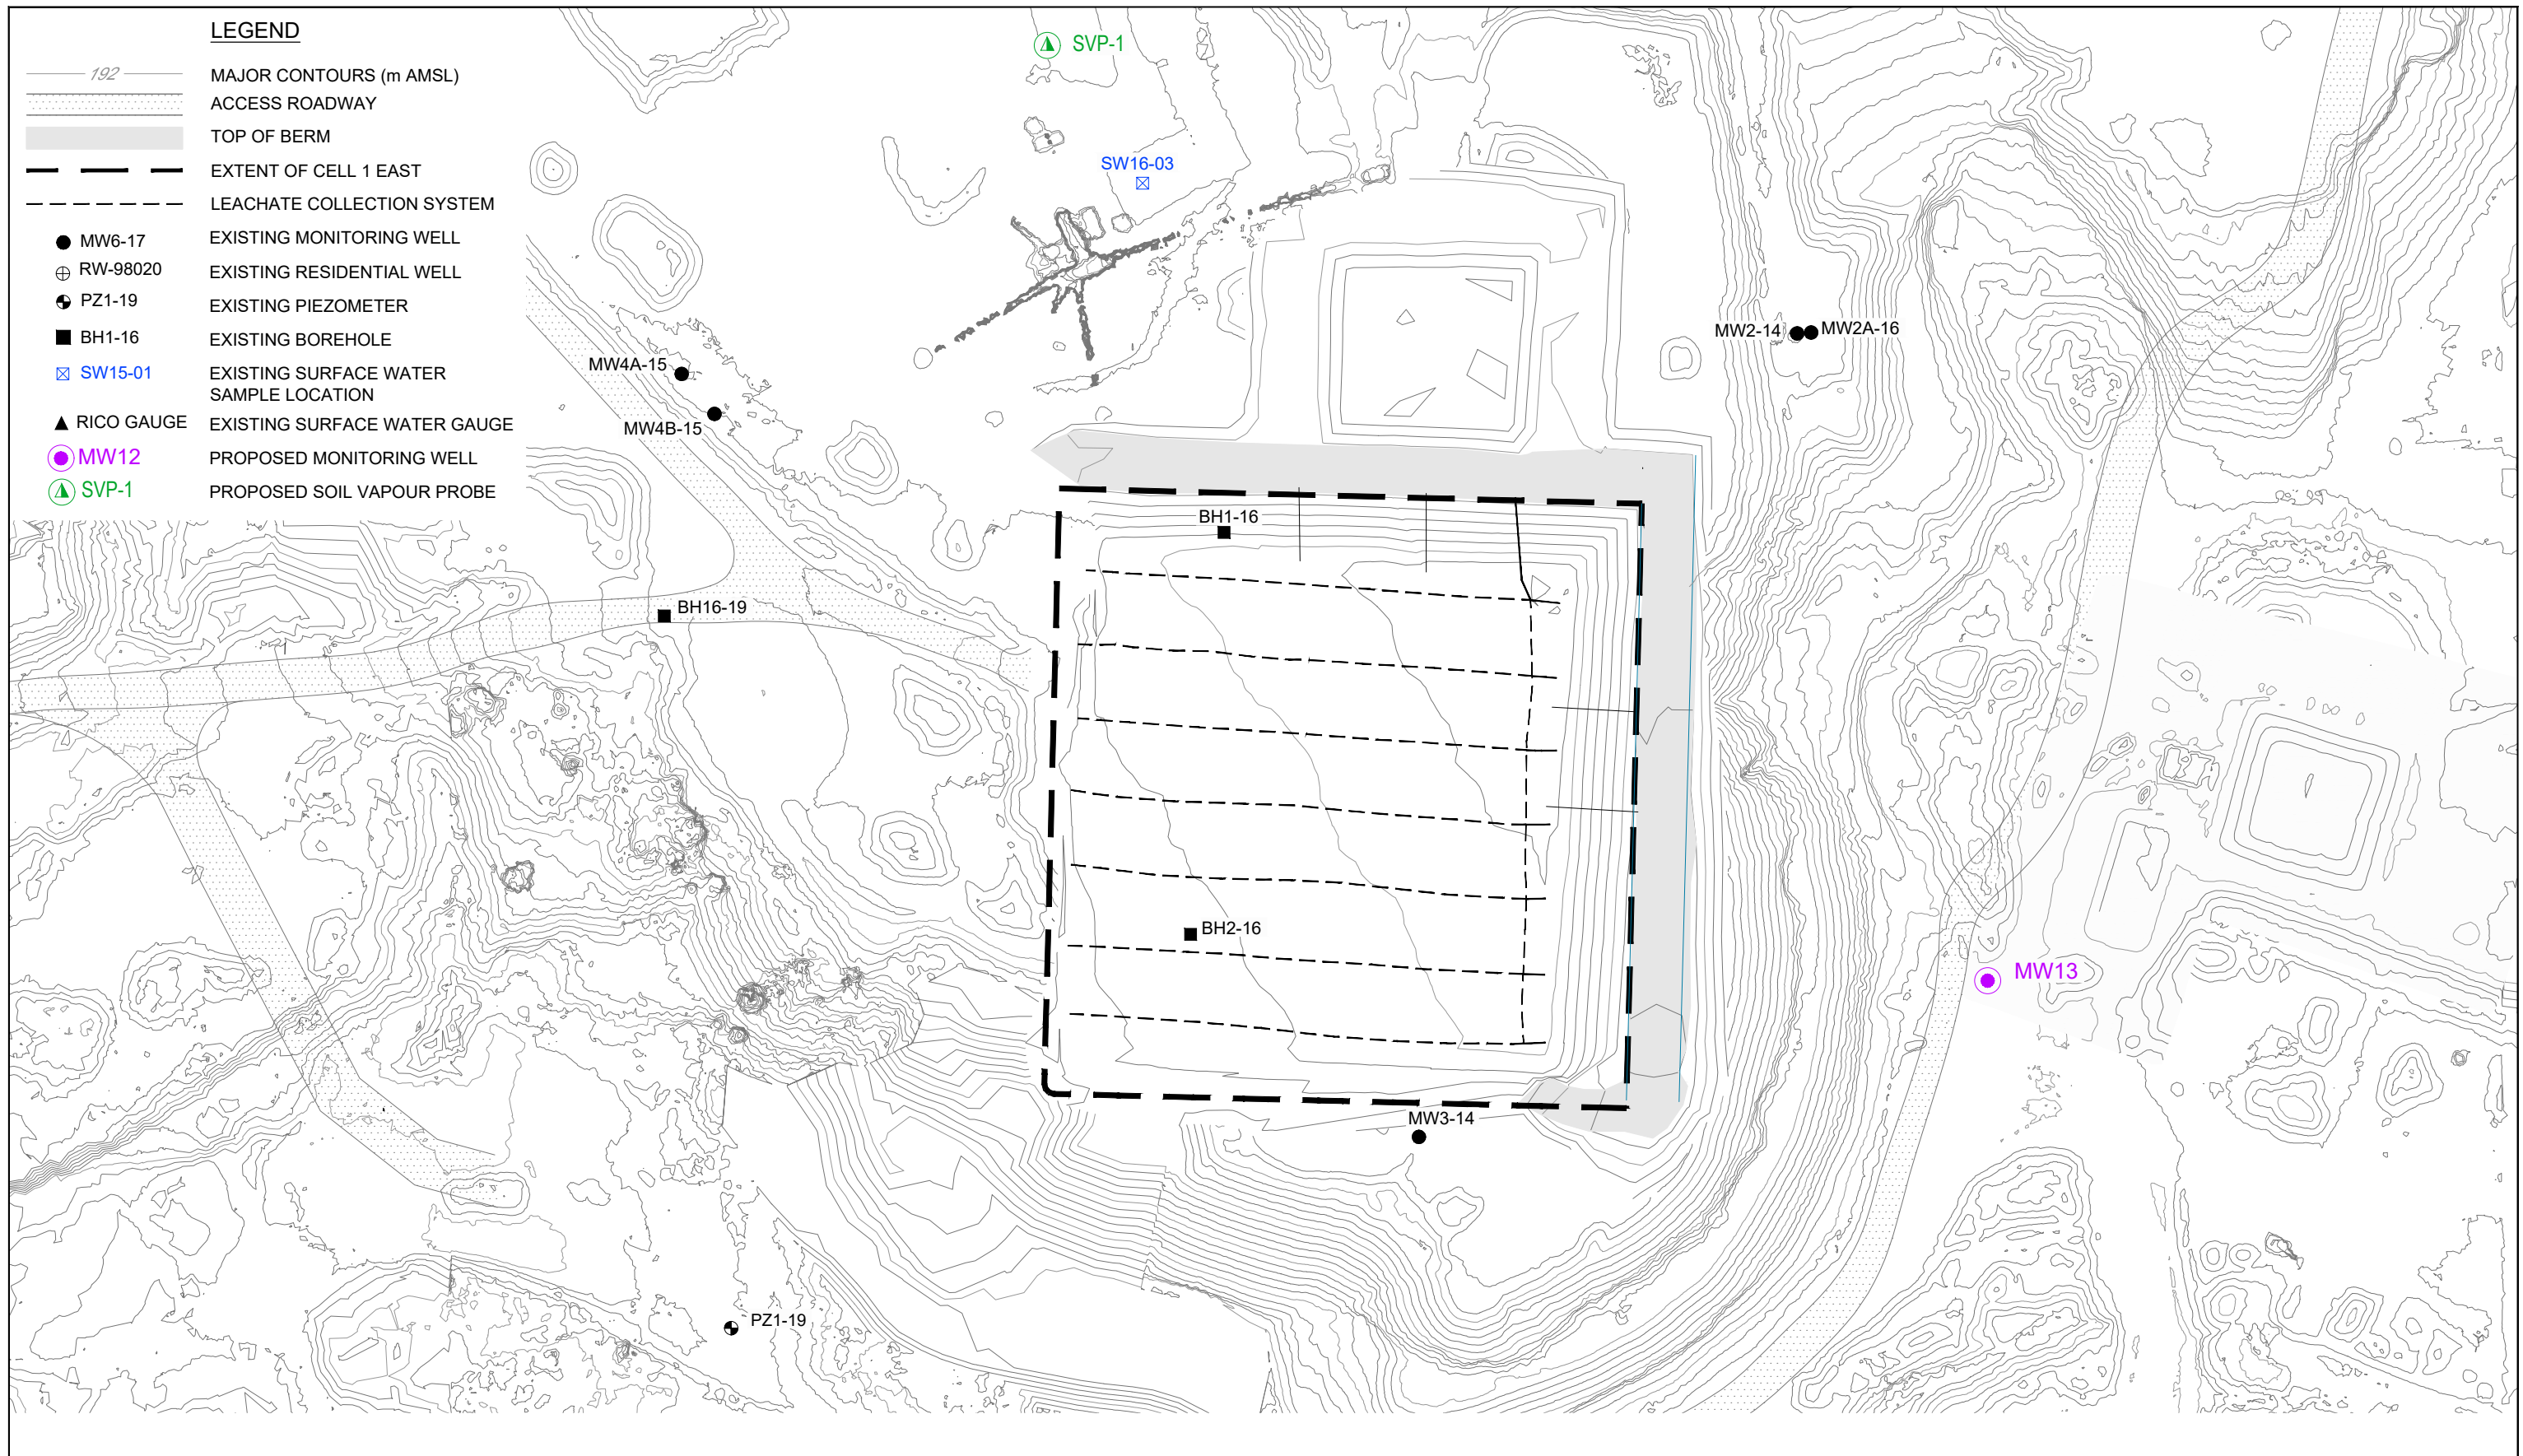 LEGEND
192 MAJOR CONTOURS (m AMSL)
ACCESS ROADWAY
TOP OF BERM
EXTENT OF CELL 1 EAST
LEACHATE COLLECTION SYSTEM
MW6-17 EXISTING MONITORING WELL
RW-98020 EXISTING RESIDENTIAL WELL
PZ1-19 EXISTING PIEZOMETER
BH1-16 EXISTING BOREHOLE
SW15-01 EXISTING SURFACE WATER
SAMPLE LOCATION
RICO GAUGE EXISTING SURFACE WATER GAUGE
MW12 PROPOSED MONITORING WELL
SVP-1 PROPOSED SOIL VAPOUR PROBE
SVP-1
SW16-03
MW2-14 MW2A-16
MW4A-15
MW4B-15
BH1-16
BH16-19
BH2-16
MW13
MW3-14
PZ1-19